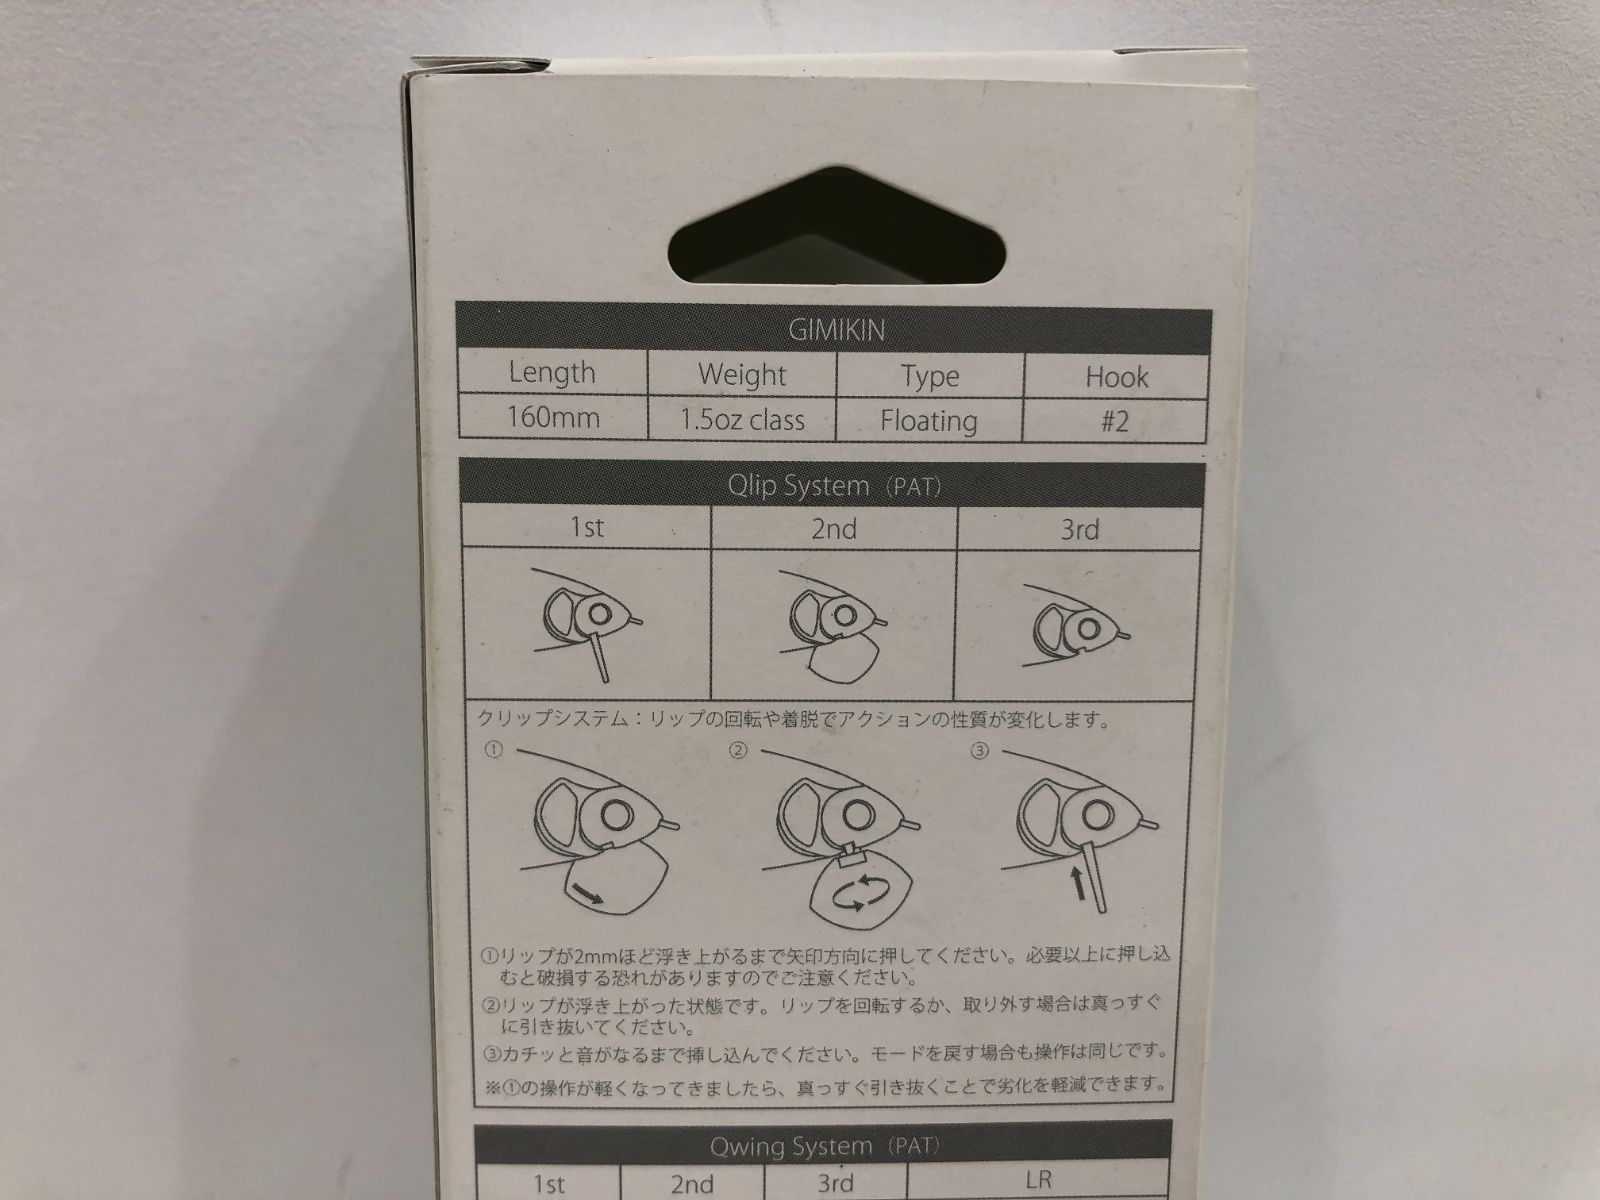 GIMIKIN
Length Weight Type Hook
160mm 1.5oz class Floating #2
Qlip System（PAT）
1st 2nd 3rd
クリップシステム：リップの回転や着脱でアクションの性質が変化します。
① ② ③
①リップが2mmほど浮き上がるまで矢印方向に押してください。必要以上に押し込
むと破損する恐れがありますのでご注意ください。
②リップが浮き上がった状態です。リップを回転するか、取り外す場合は真っすぐ
に引き抜いてください。
③カチッと音がなるまで挿し込んでください。モードを戻す場合も操作は同じです。
※①の操作が軽くなってきましたら、真っすぐ引き抜くことで劣化を軽減できます。
Qwing System（PAT）
1st 2nd 3rd LR